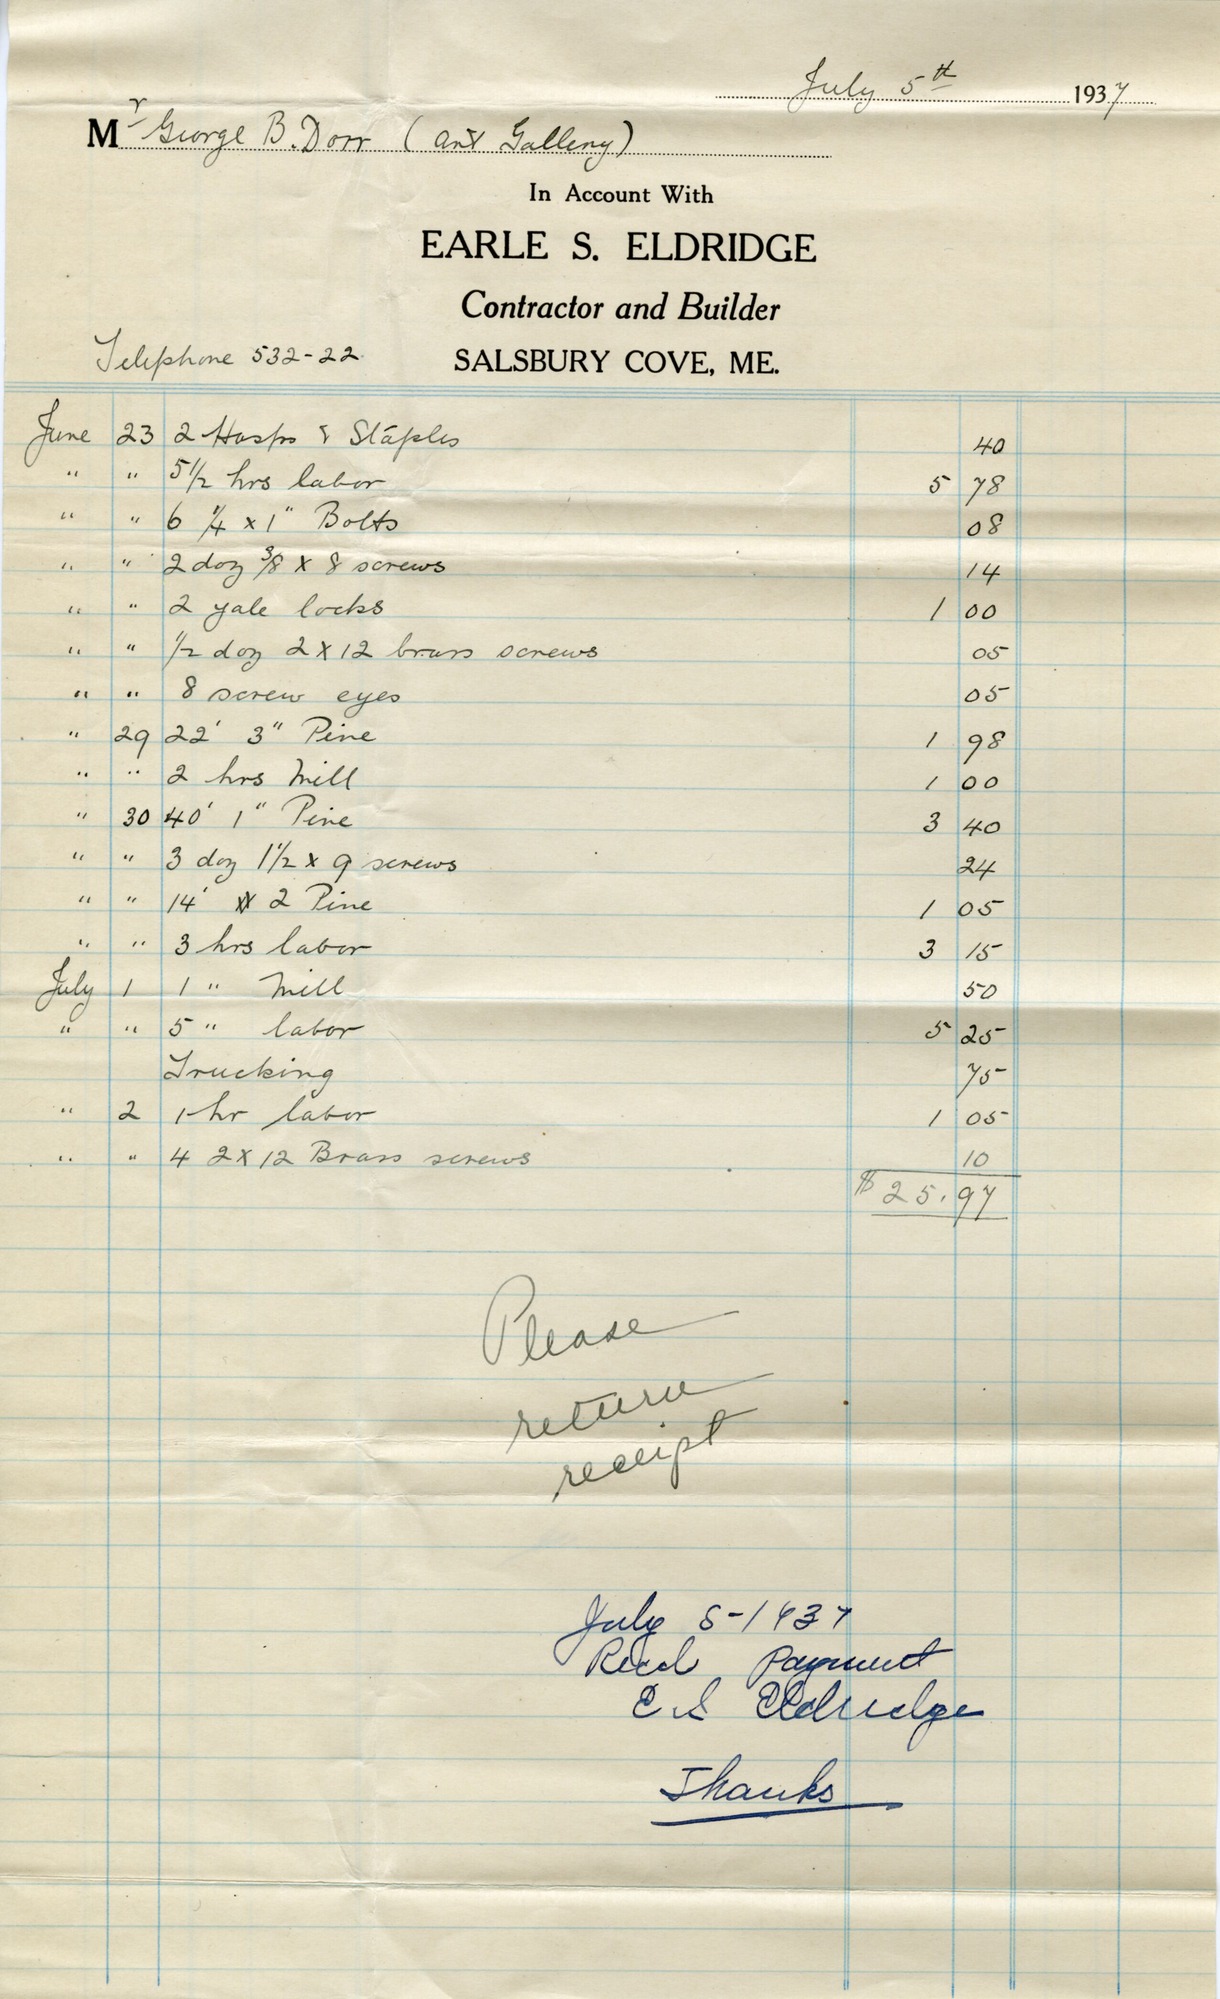 July 5th 1937
Mr George B. Dorr (art Gallery)
In Account With
EARLE S. ELDRIDGE
Contractor and Builder
Telephone 532-22 SALSBURY COVE, ME.
June 23 2 Hasps & Staples 40
" " 5 1/2 hrs labor 5 78
" " 6 1/4 x 1" Bolts 08
" " 2 doz 3/8 x 8 screws 14
" " 2 yale locks 1 00
" " 1/2 doz 2 x 12 brass screws 05
" " 8 screw eyes 05
" 29 22' 3" Pine 1 98
" " 2 hrs Mill 1 00
" 30 40' 1" Pine 3 40
" " 3 doz 1 1/2 x 9 screws 24
" " 14' 2 Pine 1 05
" " 3 hrs labor 3 15
July 1 1 " Mill 50
" " 5 " labor 5 25
Trucking 75
" 2 1 hr labor 1 05
" " 4 2 x 12 Brass screws 10
$25.97
Please
return
receipt
July 5-1937
Recd Payment
E. S Eldridge
Thanks